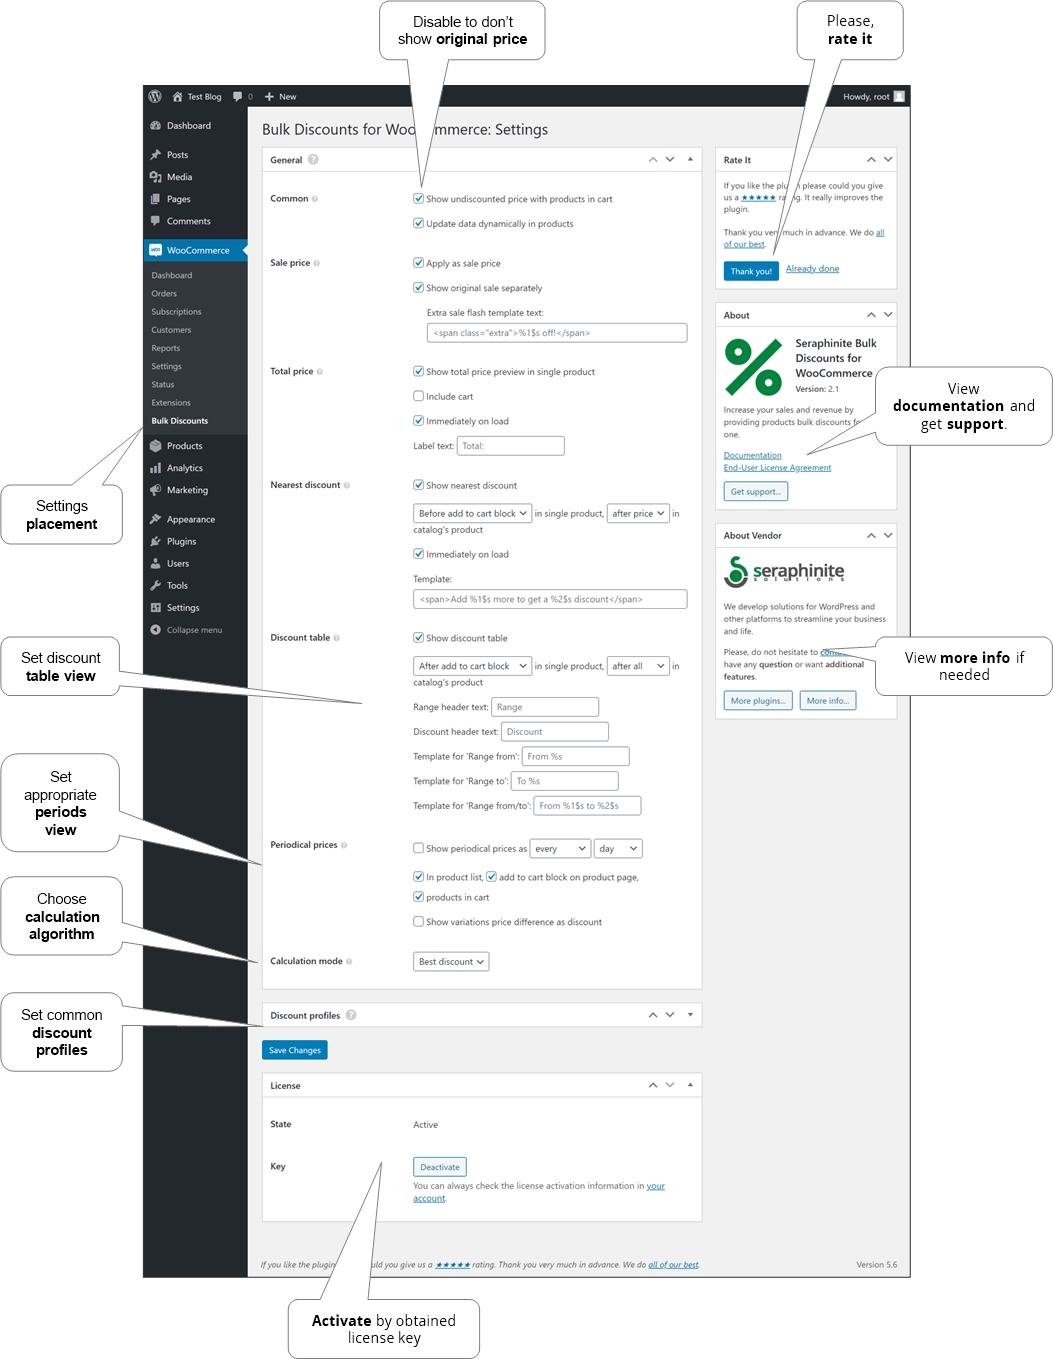 Disable to don't
show original price
Please,
rate it
Test Blog
0
New
Howdy, root
Dashboard
Posts
Media
Pages
Comments
WooCommerce
Dashboard
Orders
Subscriptions
Customers
Reports
Settings
Status
Extensions
Bulk Discounts
Products
Analytics
Marketing
Appearance
Plugins
Users
Tools
Settings
Collapse menu
Settings
placement
Set discount
table view
Set
appropriate
periods
view
Choose
calculation
algorithm
Set common
discount
profiles
Bulk Discounts for WooCommerce: Settings
General ?
Common ?
Show undiscounted price with products in cart
Update data dynamically in products
Sale price ?
Apply as sale price
Show original sale separately
Extra sale flash template text:
<span class="extra">%1$s off!</span>
Total price ?
Show total price preview in single product
Include cart
Immediately on load
Label text: Total:
Nearest discount ?
Show nearest discount
Before add to cart block in single product, after price in
catalog's product
Immediately on load
Template:
<span>Add %1$s more to get a %2$s discount</span>
Discount table ?
Show discount table
After add to cart block in single product, after all in
catalog's product
Range header text: Range
Discount header text: Discount
Template for 'Range from': From %s
Template for 'Range to': To %s
Template for 'Range from/to': From %1$s to %2$s
Periodical prices ?
Show periodical prices as every day
In product list, add to cart block on product page,
products in cart
Show variations price difference as discount
Calculation mode ?
Best discount
Discount profiles ?
Save Changes
License
State
Active
Key
Deactivate
You can always check the license activation information in your
account.
Rate It
If you like the plugin please could you give
us a ★★★★★ rating. It really improves the
plugin.
Thank you very much in advance. We do all
of our best.
Thank you!
Already done
About
%
Seraphinite Bulk
Discounts for
WooCommerce
Version: 2.1
Increase your sales and revenue by
providing products bulk discounts
one.
Documentation
End-User License Agreement
Get support...
View
documentation and
get support.
About Vendor
seraphinite
solutions
We develop solutions for WordPress and
other platforms to streamline your business
and life.
Please, do not hesitate to
have any question or want additional
features.
More plugins...
More info...
View more info if
needed
If you like the plugin could you give us a ★★★★★ rating. Thank you very much in advance. We do all of our best.
Version 5.6
Activate by obtained
license key